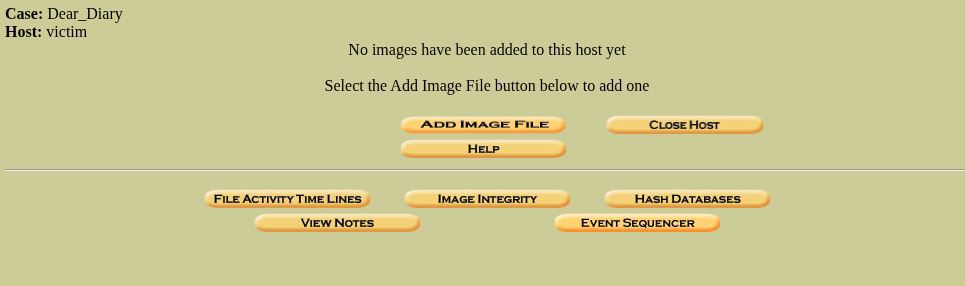 Case: Dear_Diary
Host: victim
No images have been added to this host yet
Select the Add Image File button below to add one
ADD IMAGE FILE CLOSE HOST
HELP
FILE ACTIVITY TIME LINES IMAGE INTEGRITY HASH DATABASES
VIEW NOTES EVENT SEQUENCER